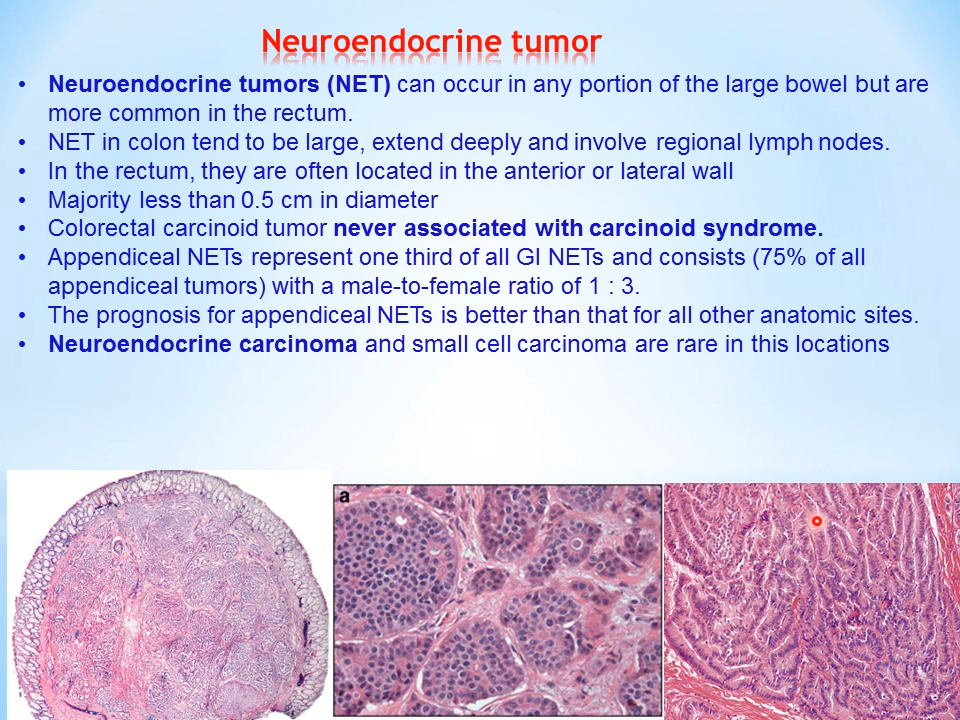 Neuroendocrine tumor
• Neuroendocrine tumors (NET) can occur in any portion of the large bowel but are
more common in the rectum.
• NET in colon tend to be large, extend deeply and involve regional lymph nodes.
• In the rectum, they are often located in the anterior or lateral wall
• Majority less than 0.5 cm in diameter
• Colorectal carcinoid tumor never associated with carcinoid syndrome.
• Appendiceal NETs represent one third of all GI NETs and consists (75% of all
appendiceal tumors) with a male-to-female ratio of 1 : 3.
• The prognosis for appendiceal NETs is better than that for all other anatomic sites.
• Neuroendocrine carcinoma and small cell carcinoma are rare in this locations
a